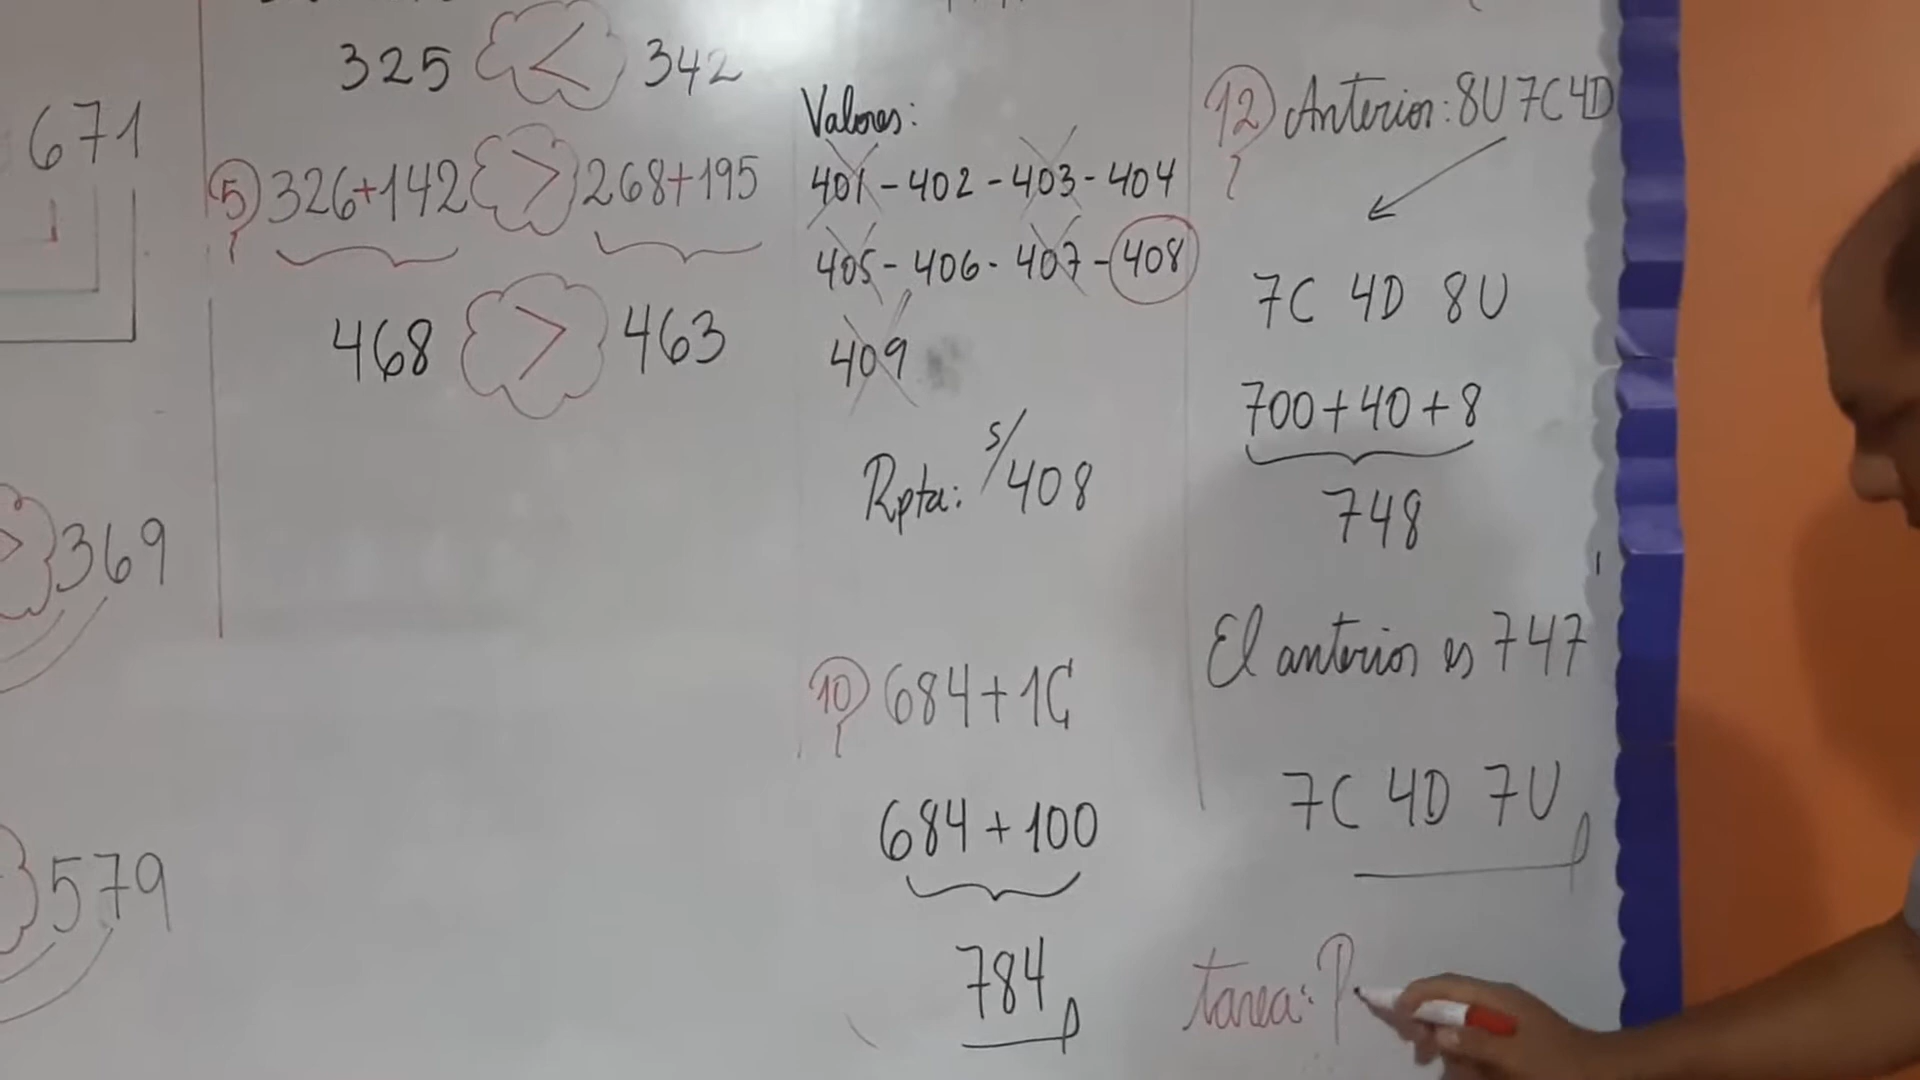 671
1
369
579
325 < 342
5) 326+142 > 268+195
468 > 463
Valores:
401 - 402 - 403 - 404
405 - 406 - 407 - 408
409
Rpta: s/408
10) 684+1C
684+100
784
12) Anterior: 8U 7C 4D
7C 4D 8U
700+40+8
748
El anterior es 747
7C 4D 7U
tarea: P